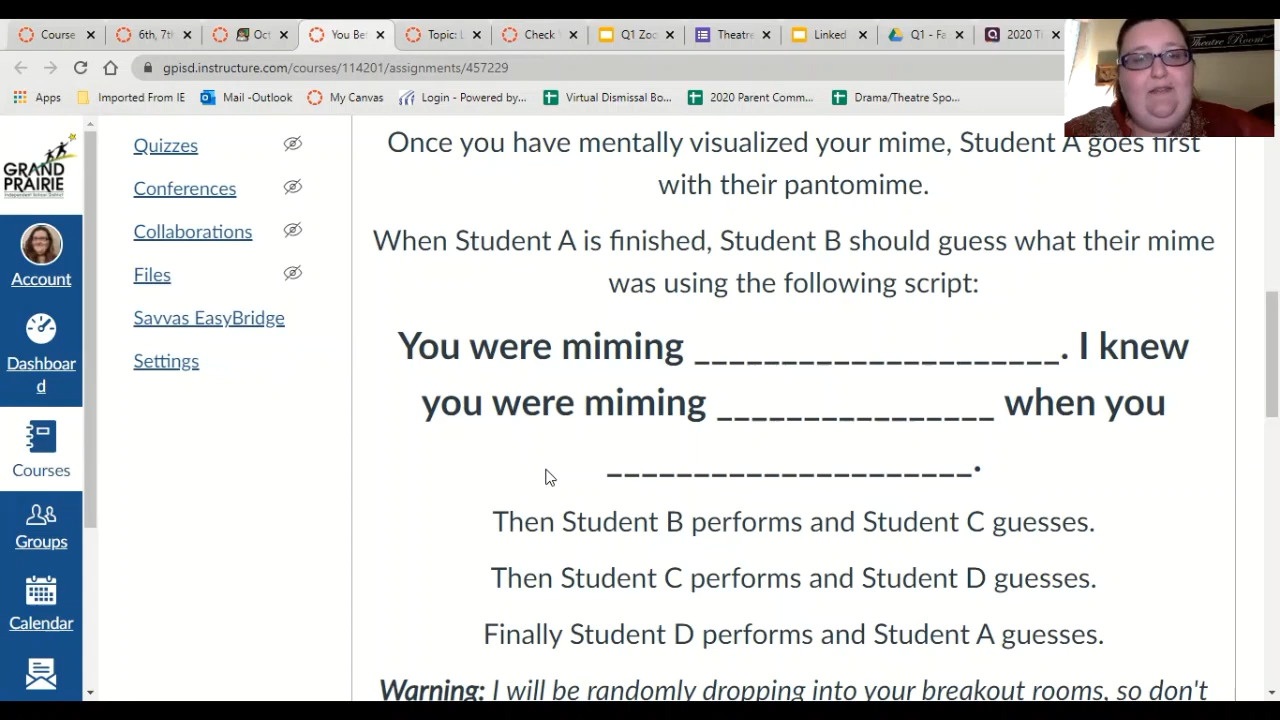 Course
6th, 7th
Oct
You Be
Topic: L
Check
Q1 Zoo
Theatre
Linked
Q1 - Fa
2020 T
gpisd.instructure.com/courses/114201/assignments/457229
Apps
Imported From IE
Mail -Outlook
My Canvas
Login - Powered by...
Virtual Dismissal Bo...
2020 Parent Comm...
Drama/Theatre Spo...
Theatre Room
GRAND
PRAIRIE
Account
Dashboar
d
Courses
Groups
Calendar
Quizzes
Conferences
Collaborations
Files
Savvas EasyBridge
Settings
Once you have mentally visualized your mime, Student A goes first
with their pantomime.
When Student A is finished, Student B should guess what their mime
was using the following script:
You were miming ____________________. I knew
you were miming _______________ when you
____________________.
Then Student B performs and Student C guesses.
Then Student C performs and Student D guesses.
Finally Student D performs and Student A guesses.
Warning: I will be randomly dropping into your breakout rooms, so don't